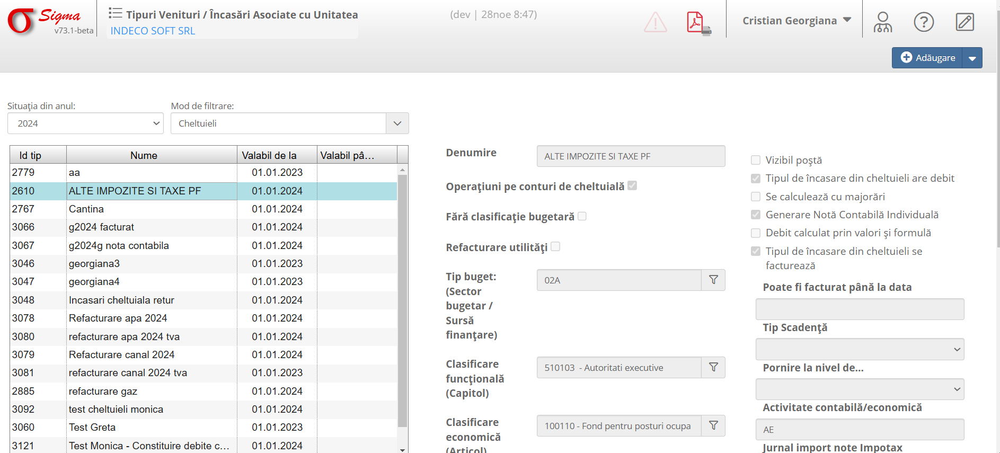 Sigma
v73.1-beta
Tipuri Venituri / Încasări Asociate cu Unitatea
INDECO SOFT SRL
(dev | 28noe 8:47)
Cristian Georgiana
Adăugare
Situația din anul:
2024
Mod de filtrare:
Cheltuieli
Id tip Nume Valabil de la Valabil pâ...
2779 aa 01.01.2023
2610 ALTE IMPOZITE SI TAXE PF 01.01.2024
2767 Cantina 01.01.2024
3066 g2024 facturat 01.01.2024
3067 g2024g nota contabila 01.01.2024
3046 georgiana3 01.01.2023
3047 georgiana4 01.01.2023
3048 Incasari cheltuiala retur 01.01.2024
3078 Refacturare apa 2024 01.01.2024
3080 refacturare apa 2024 tva 01.01.2024
3079 Refacturare canal 2024 01.01.2024
3081 refacturare canal 2024 tva 01.01.2023
2885 refacturare gaz 01.01.2024
3092 test cheltuieli monica 01.01.2024
3060 Test Greta 01.01.2023
3121 Test Monica - Constituire debite c... 01.01.2024
Denumire
ALTE IMPOZITE SI TAXE PF
Operațiuni pe conturi de cheltuială
Fără clasificație bugetară
Refacturare utilități
Tip buget:
(Sector
bugetar /
Sursă
finanțare)
02A
Clasificare
funcțională
(Capitol)
510103 - Autoritati executive
Clasificare
economică
(Articol)
100110 - Fond pentru posturi ocupa
Vizibil poștă
Tipul de încasare din cheltuieli are debit
Se calculează cu majorări
Generare Notă Contabilă Individuală
Debit calculat prin valori și formulă
Tipul de încasare din cheltuieli se
facturează
Poate fi facturat până la data
Tip Scadență
Pornire la nivel de...
Activitate contabilă/economică
AE
Jurnal import note Impotax